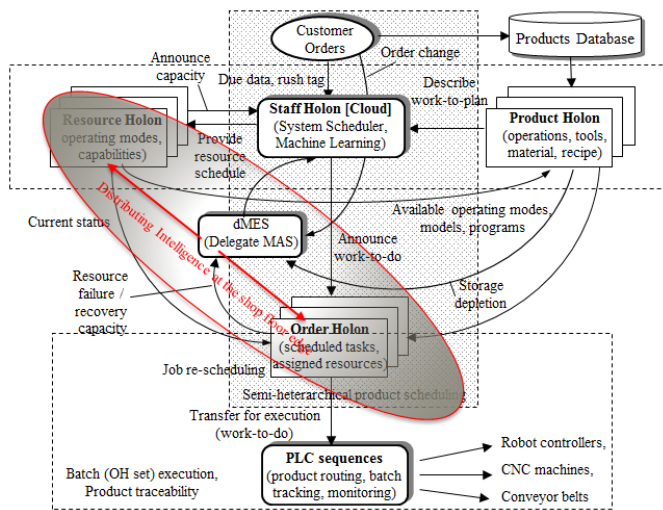 Customer
Orders
Products Database
Announce
capacity
Order change
Due data, rush tag
Describe
work-to-plan
Resource Holon
operating modes,
capabilities)
Staff Holon [Cloud]
(System Scheduler,
Machine Learning)
Product Holon
(operations, tools,
material, recipe)
Provide
resource
schedule
Distributing Intelligence at the shop floor edge
Current status
dMES
(Delegate MAS)
Available operating modes,
models, programs
Announce
work-to-do
Resource
failure /
recovery
capacity
Storage
depletion
Order Holon
(scheduled tasks,
assigned resources)
Job re-scheduling
Semi-heterarchical product scheduling
Transfer for execution
(work-to-do)
PLC sequences
(product routing, batch
tracking, monitoring)
Robot controllers,
CNC machines,
Conveyor belts
Batch (OH set) execution,
Product traceability